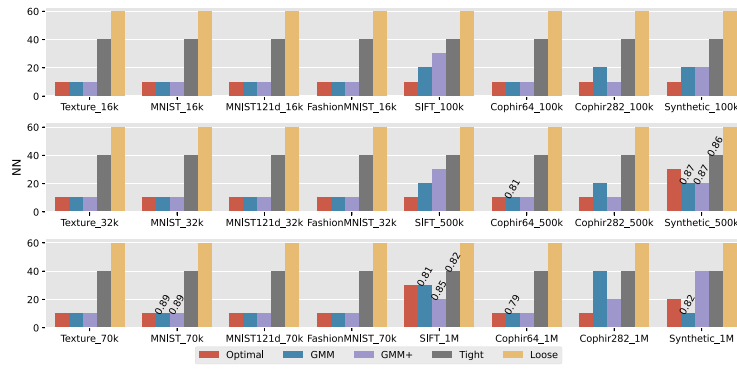 60
40
20
0
Texture_16k MNIST_16k MNIST121d_16k FashionMNIST_16k SIFT_100k Cophir64_100k Cophir282_100k Synthetic_100k
NN
60
40
20
0
0.81 0.87 0.87 0.86
Texture_32k MNIST_32k MNIST121d_32k FashionMNIST_32k SIFT_500k Cophir64_500k Cophir282_500k Synthetic_500k
60
40
20
0
0.89 0.89 0.81 0.85 0.82 0.79 0.82
Texture_70k MNIST_70k MNIST121d_70k FashionMNIST_70k SIFT_1M Cophir64_1M Cophir282_1M Synthetic_1M
Optimal GMM GMM+ Tight Loose